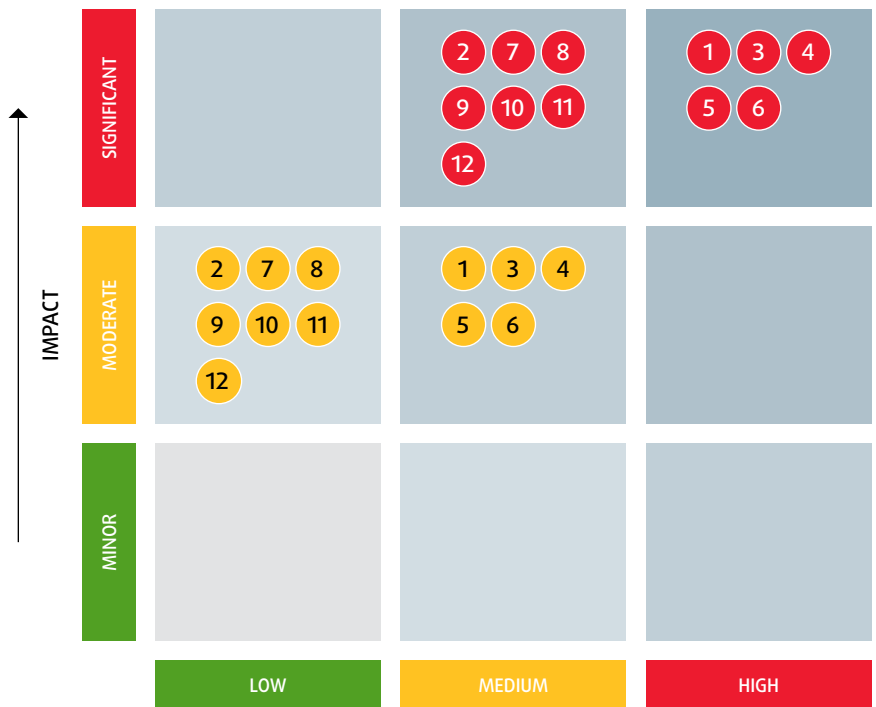 IMPACT
SIGNIFICANT
2 7 8
1 3 4
9 10 11
5 6
12
MODERATE
2 7 8
1 3 4
9 10 11
5 6
12
MINOR
LOW
MEDIUM
HIGH